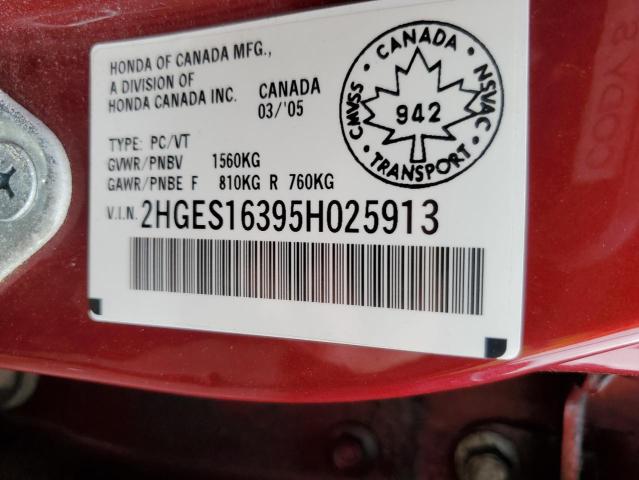 HONDA OF CANADA MFG.,
A DIVISION OF
HONDA CANADA INC.
CANADA
03/'05
TYPE: PC/VT
GVWR/PNBV 1560KG
GAWR/PNBE F 810KG R 760KG
V.I.N. 2HGES16395H025913
CANADA
CMVSS
NSVAC
942
TRANSPORT